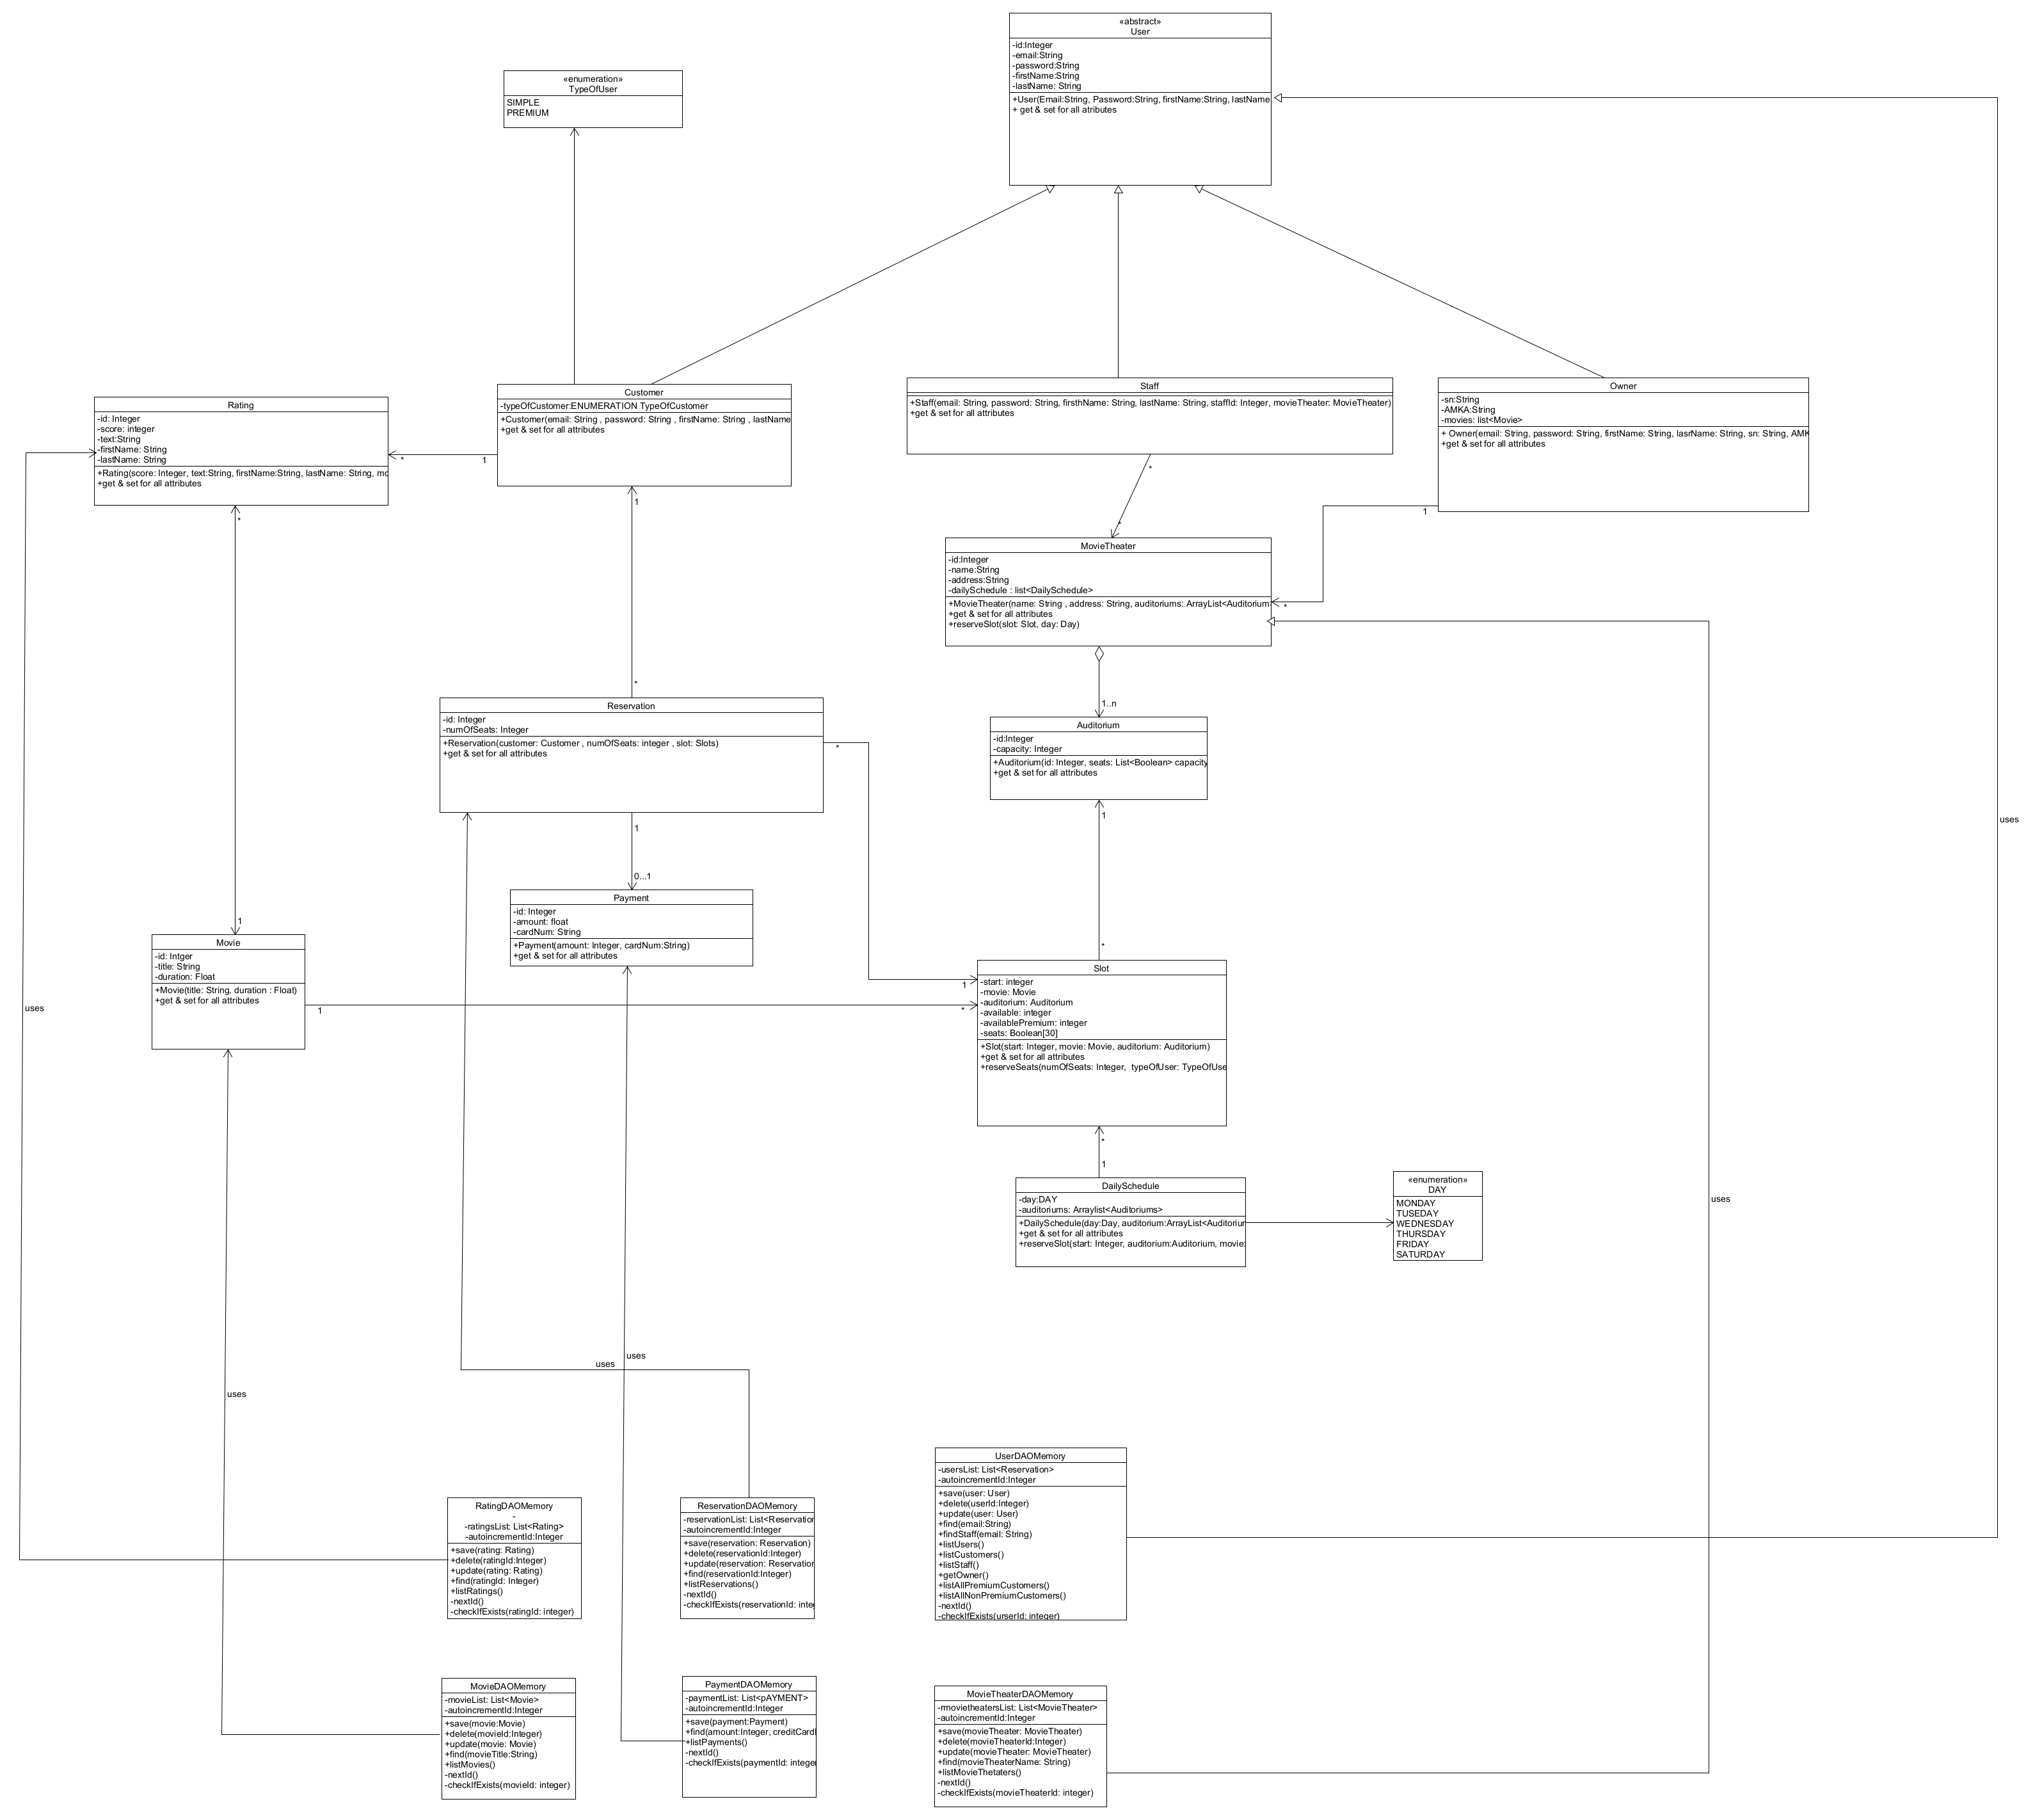 «abstract»
User
-id:Integer
-email:String
-password:String
-firstName:String
-lastName: String
+User(Email:String, Password:String, firstName:String, lastName
+ get & set for all atributes
«enumeration»
TypeOfUser
SIMPLE
PREMIUM
Rating
-id: Integer
-score: integer
-text:String
-firstName: String
-lastName: String
+Rating(score: Integer, text:String, firstName:String, lastName: String, mo
+get & set for all attributes
Customer
-typeOfCustomer:ENUMERATION TypeOfCustomer
+Customer(email: String , password: String , firstName: String , lastName
+get & set for all attributes
Staff
+Staff(email: String, password: String, firsthName: String, lastName: String, staffId: Integer, movieTheater: MovieTheater)
+get & set for all attributes
Owner
-sn:String
-AMKA:String
-movies: list<Movie>
+ Owner(email: String, password: String, firstName: String, lasrName: String, sn: String, AMK
+get & set for all attributes
*
1
*
1
*
1
*
*
1
*
MovieTheater
-id:Integer
-name:String
-address:String
-dailySchedule : list<DailySchedule>
+MovieTheater(name: String , address: String, auditoriums: ArrayList<Auditorium
+get & set for all attributes
+reserveSlot(slot: Slot, day: Day)
1..n
Reservation
-id: Integer
-numOfSeats: Integer
+Reservation(customer: Customer , numOfSeats: integer , slot: Slots)
+get & set for all attributes
*
Auditorium
-id:Integer
-capacity: Integer
+Auditorium(id: Integer, seats: List<Boolean> capacity
+get & set for all attributes
1
uses
1
0...1
Payment
-id: Integer
-amount: float
-cardNum: String
+Payment(amount: Integer, cardNum:String)
+get & set for all attributes
1
Movie
-id: Intger
-title: String
-duration: Float
+Movie(title: String, duration : Float)
+get & set for all attributes
uses
1
*
1
*
Slot
-start: integer
-movie: Movie
-auditorium: Auditorium
-available: integer
-availablePremium: integer
-seats: Boolean[30]
+Slot(start: Integer, movie: Movie, auditorium: Auditorium)
+get & set for all attributes
+reserveSeats(numOfSeats: Integer,  typeOfUser: TypeOfUse
*
1
DailySchedule
-day:DAY
-auditoriums: Arraylist<Auditoriums>
+DailySchedule(day:Day, auditorium:ArrayList<Auditoriur
+get & set for all attributes
+reserveSlot(start: Integer, auditorium:Auditorium, movie:
«enumeration»
DAY
MONDAY
TUSEDAY
WEDNESDAY
THURSDAY
FRIDAY
SATURDAY
uses
uses
uses
uses
RatingDAOMemory
-
-ratingsList: List<Rating>
-autoincrementId:Integer
+save(rating: Rating)
+delete(ratingId:Integer)
+update(rating: Rating)
+find(ratingId: Integer)
+listRatings()
-nextId()
-checkIfExists(ratingId: integer)
ReservationDAOMemory
-reservationList: List<Reservation
-autoincrementId:Integer
+save(reservation: Reservation)
+delete(reservationId:Integer)
+update(reservation: Reservation
+find(reservationId:Integer)
+listReservations()
-nextId()
-checkIfExists(reservationId: inte
UserDAOMemory
-usersList: List<Reservation>
-autoincrementId:Integer
+save(user: User)
+delete(userId:Integer)
+update(user: User)
+find(email:String)
+findStaff(email: String)
+listUsers()
+listCustomers()
+listStaff()
+getOwner()
+listAllPremiumCustomers()
+listAllNonPremiumCustomers()
-nextId()
-checkIfExists(urserId: integer)
MovieDAOMemory
-movieList: List<Movie>
-autoincrementId:Integer
+save(movie:Movie)
+delete(movieId:Integer)
+update(movie: Movie)
+find(movieTitle:String)
+listMovies()
-nextId()
-checkIfExists(movieId: integer)
PaymentDAOMemory
-paymentList: List<pAYMENT>
-autoincrementId:Integer
+save(payment:Payment)
+find(amount:Integer, creditCardl
+listPayments()
-nextId()
-checkIfExists(paymentId: intege
MovieTheaterDAOMemory
-movietheatersList: List<MovieTheater>
-autoincrementId:Integer
+save(movieTheater: MovieTheater)
+delete(movieTheaterId:Integer)
+update(movieTheater: MovieTheater)
+find(movieTheaterName: String)
+listMovieThetaters()
-nextId()
-checkIfExists(movieTheaterId: integer)